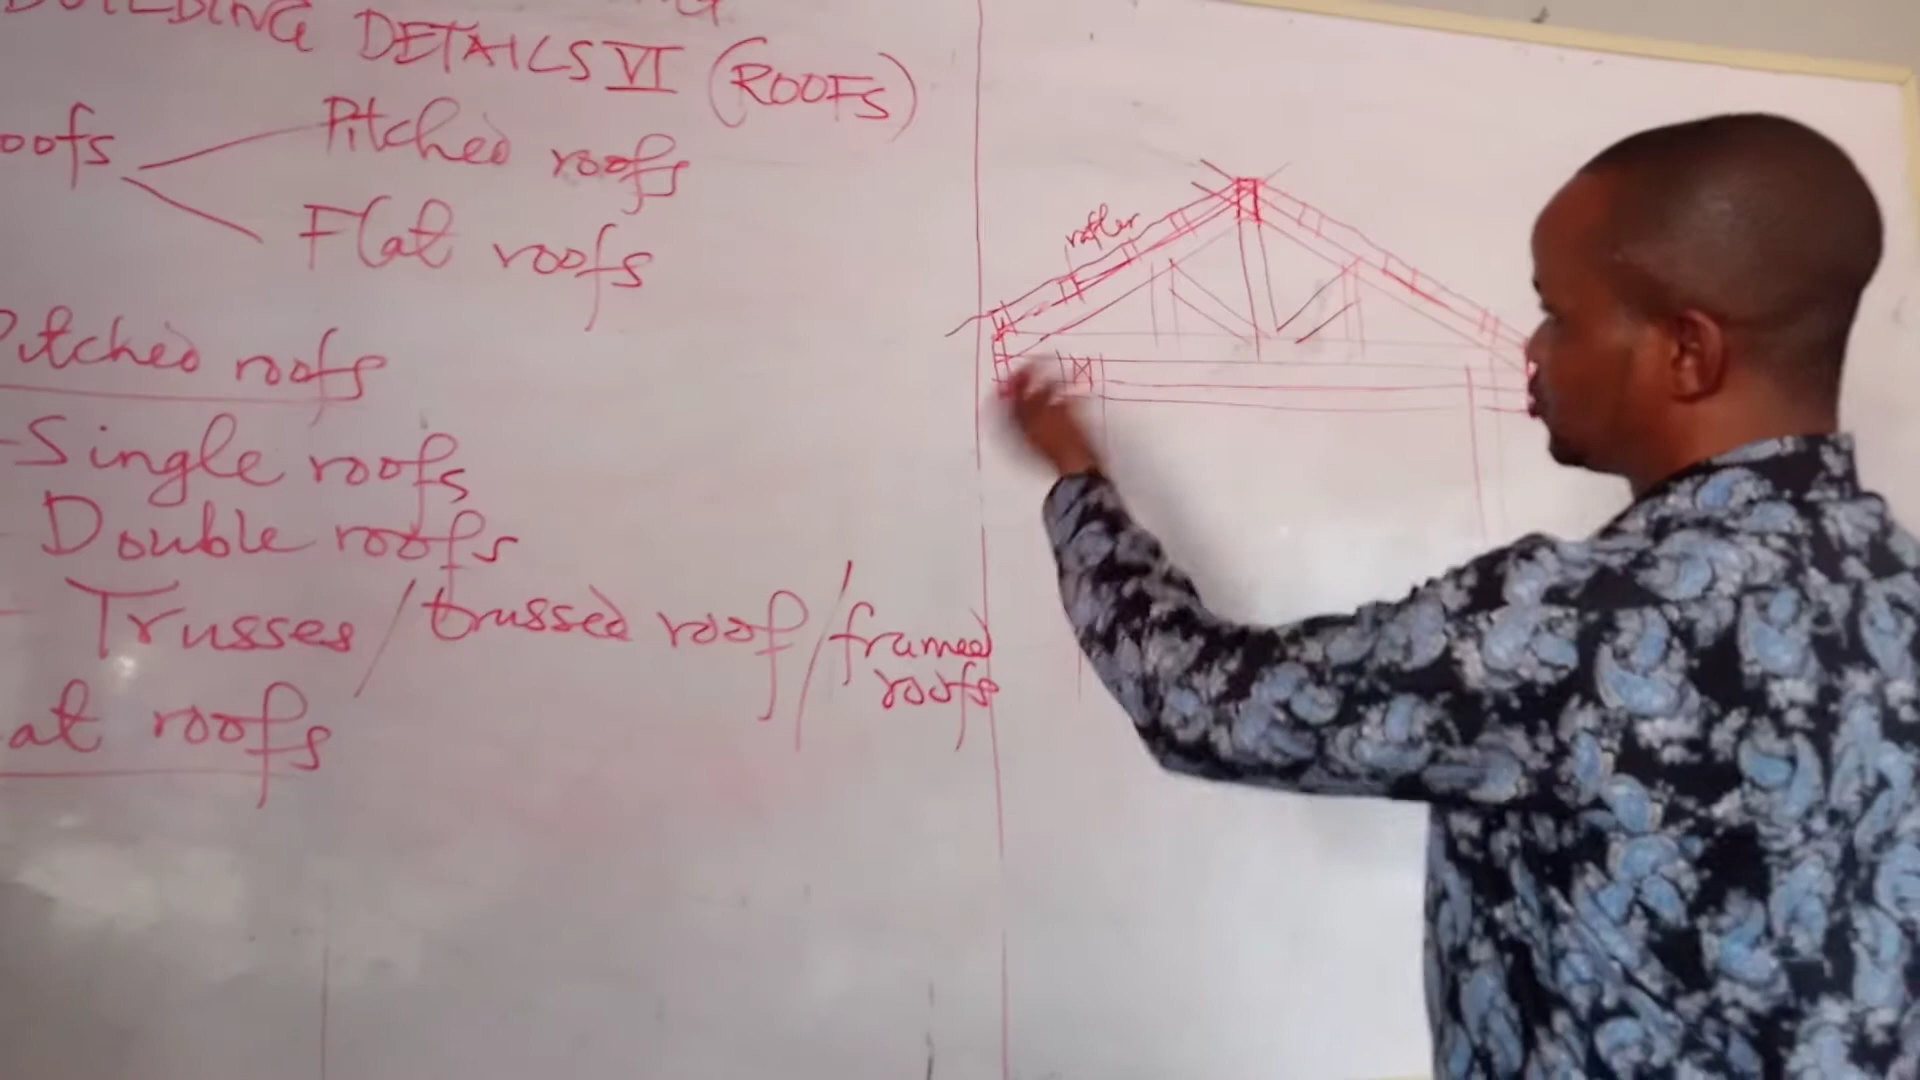 BUILDING DETAILS VI (ROOFS)
oofs
Pitched roofs
Flat roofs
Pitched roofs
-Single roofs
- Double roofs
- Trusses/trussed roof/framed
roofs
at roofs
rafter